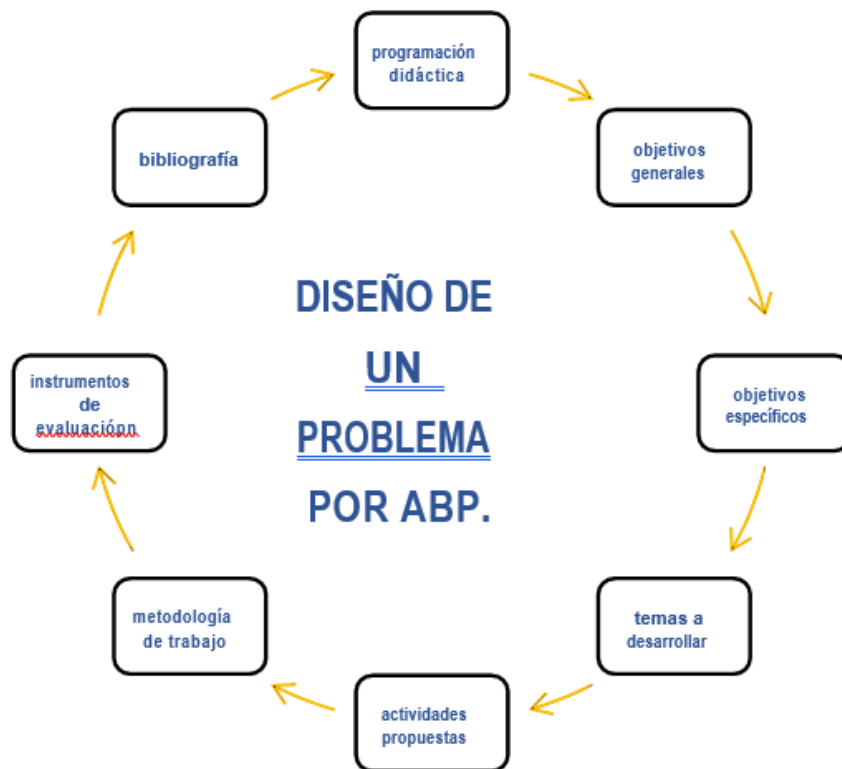 programación
didáctica
objetivos
generales
objetivos
específicos
temas a
desarrollar
actividades
propuestas
metodología
de trabajo
instrumentos
de
evaluaciópn
bibliografía
DISEÑO DE
UN
PROBLEMA
POR ABP.